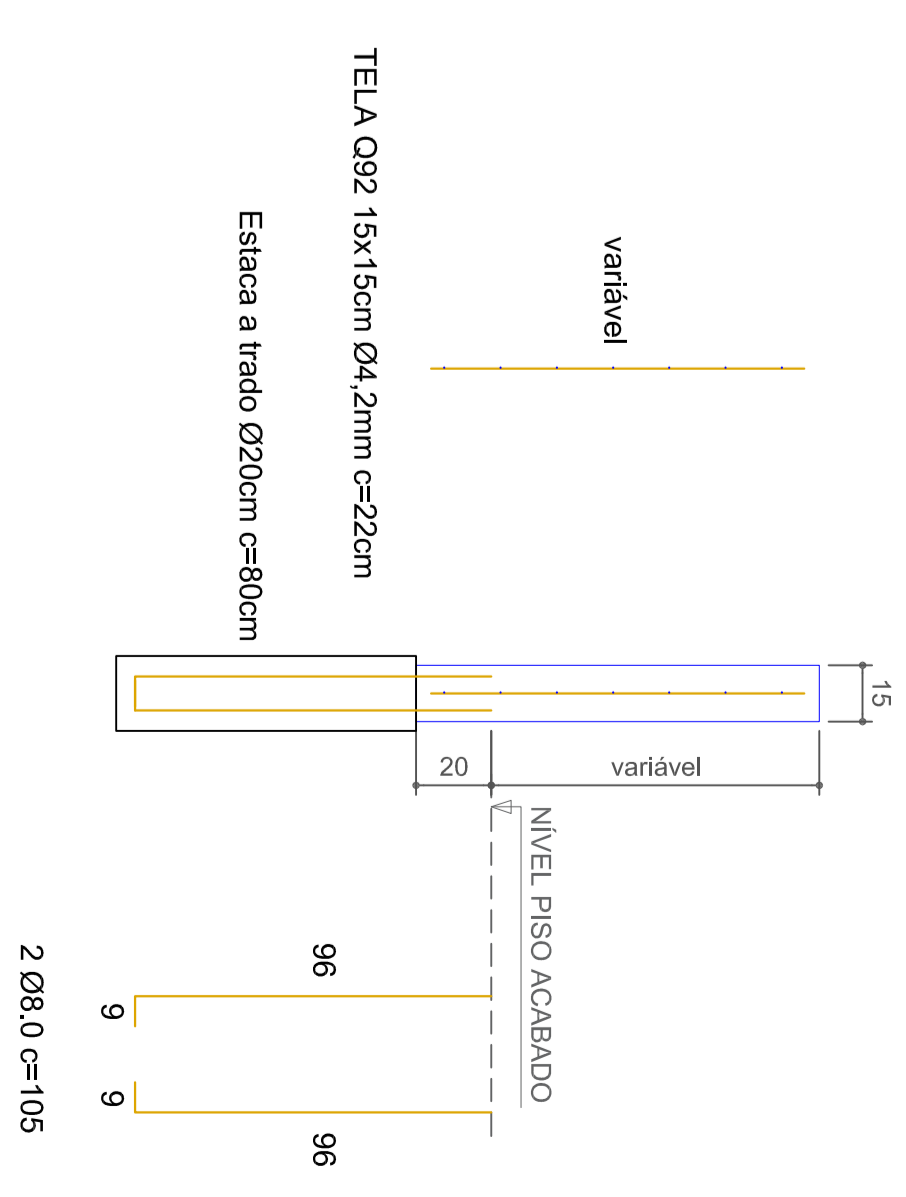 15
variável
variável
20
NÍVEL PISO ACABADO
TELA Q92 15x15cm Ø4,2mm c=22cm
Estaca a trado Ø20cm c=80cm
96
96
9
9
2 Ø8.0 c=105